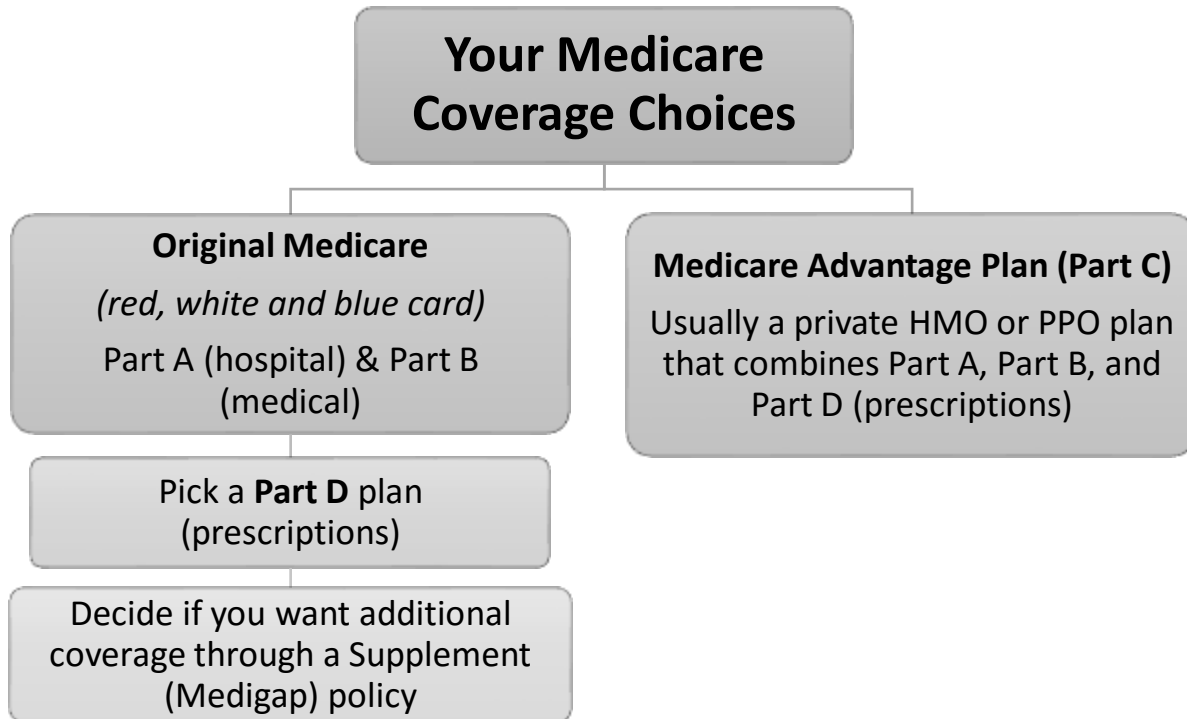 Your Medicare
Coverage Choices
Original Medicare
(red, white and blue card)
Part A (hospital) & Part B
(medical)
Pick a Part D plan
(prescriptions)
Decide if you want additional
coverage through a Supplement
(Medigap) policy
Medicare Advantage Plan (Part C)
Usually a private HMO or PPO plan
that combines Part A, Part B, and
Part D (prescriptions)